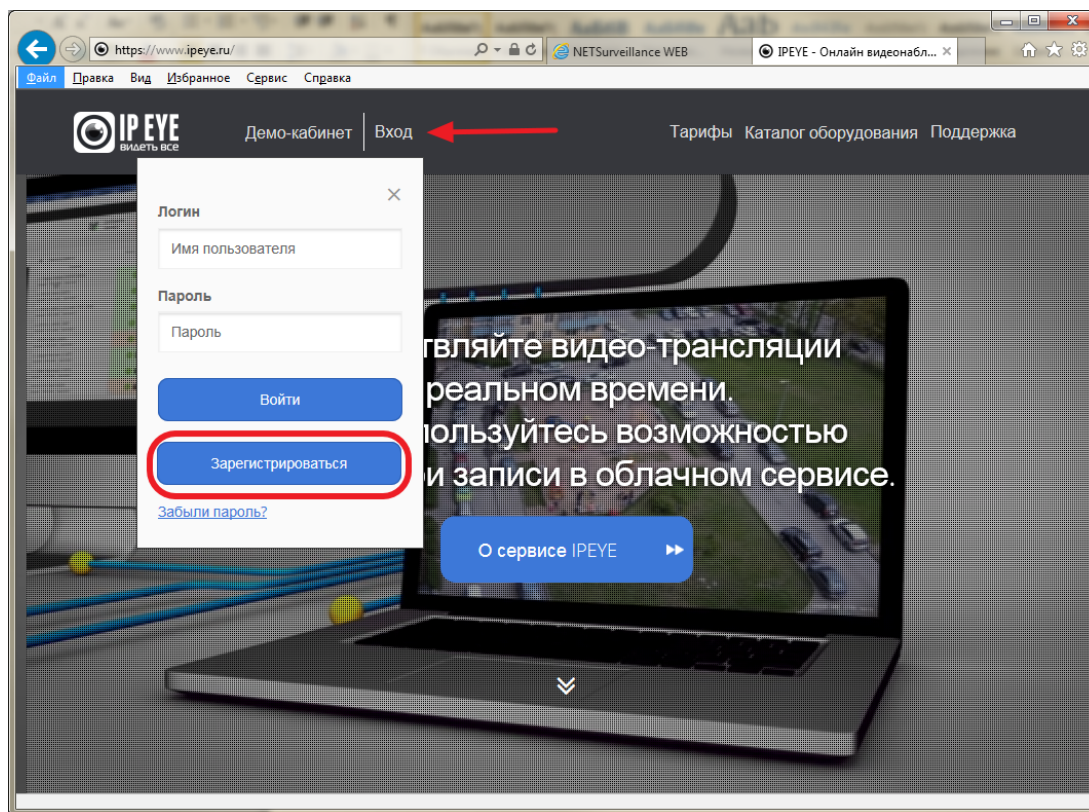 https://www.ipeye.ru/
NETSurveillance WEB
IPEYE - Онлайн видеонабл...
Файл Правка Вид Избранное Сервис Справка
IP EYE
видеть все
Демо-кабинет
Вход
Тарифы
Каталог оборудования
Поддержка
Логин
Имя пользователя
Пароль
Пароль
Войти
Зарегистрироваться
Забыли пароль?
твляйте видео-трансляции
реальном времени.
пользуйтесь возможностью
и записи в облачном сервисе.
О сервисе IPEYE